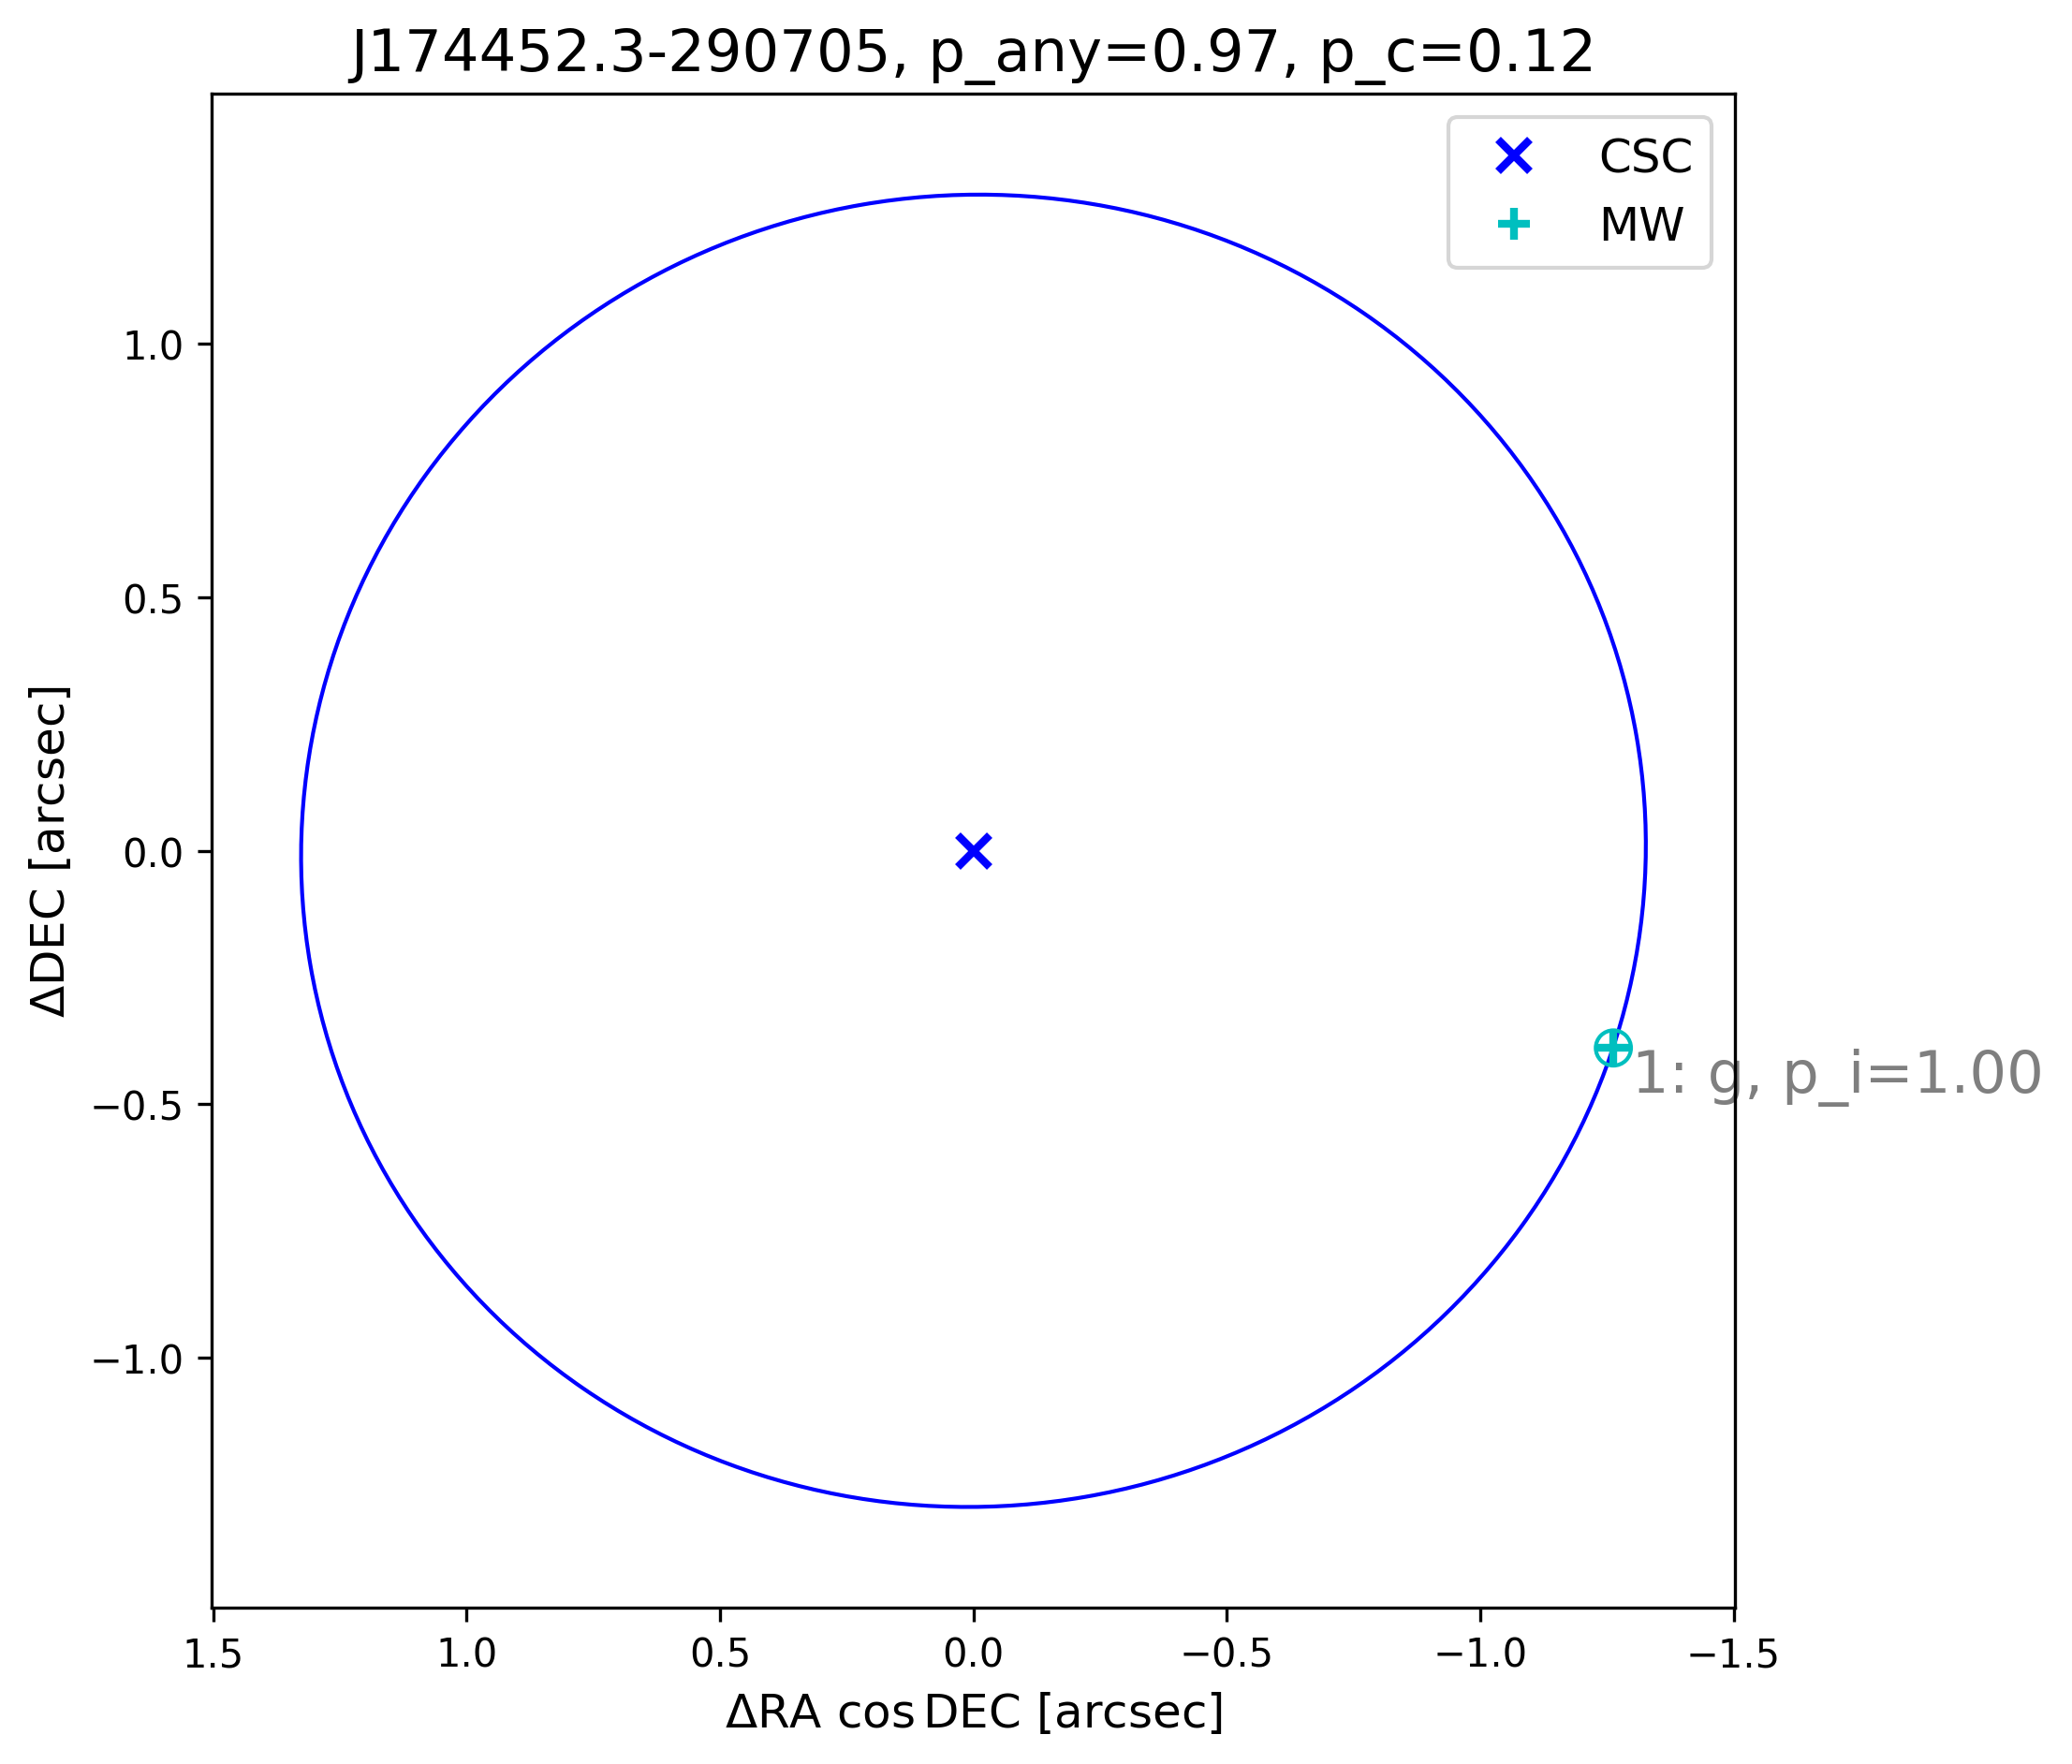 J174452.3-290705, p_any=0.97, p_c=0.12
CSC
MW
1.0
0.5
0.0
−0.5
−1.0
ΔDEC [arcsec]
1: g, p_i=1.00
1.5 1.0 0.5 0.0 −0.5 −1.0 −1.5
ΔRA cos DEC [arcsec]